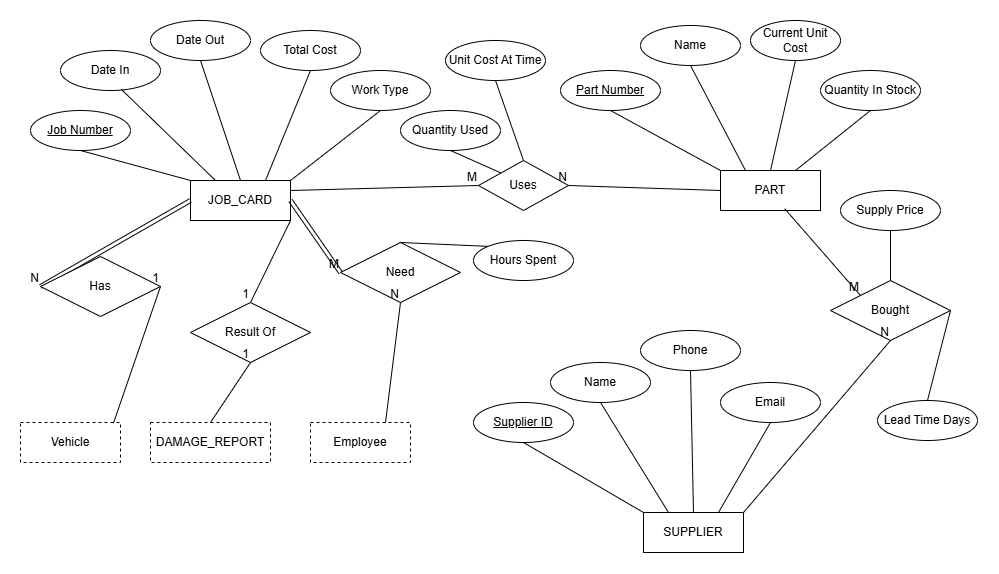 Date Out
Total Cost
Date In
Work Type
Job Number
Unit Cost At Time
Quantity Used
Name
Current Unit
Cost
Part Number
Quantity In Stock
JOB_CARD
M
Uses
N
PART
Supply Price
N
Has
1
M
Need
N
Hours Spent
1
Result Of
1
M
Bought
N
Phone
Name
Email
Supplier ID
Lead Time Days
Vehicle
DAMAGE_REPORT
Employee
SUPPLIER